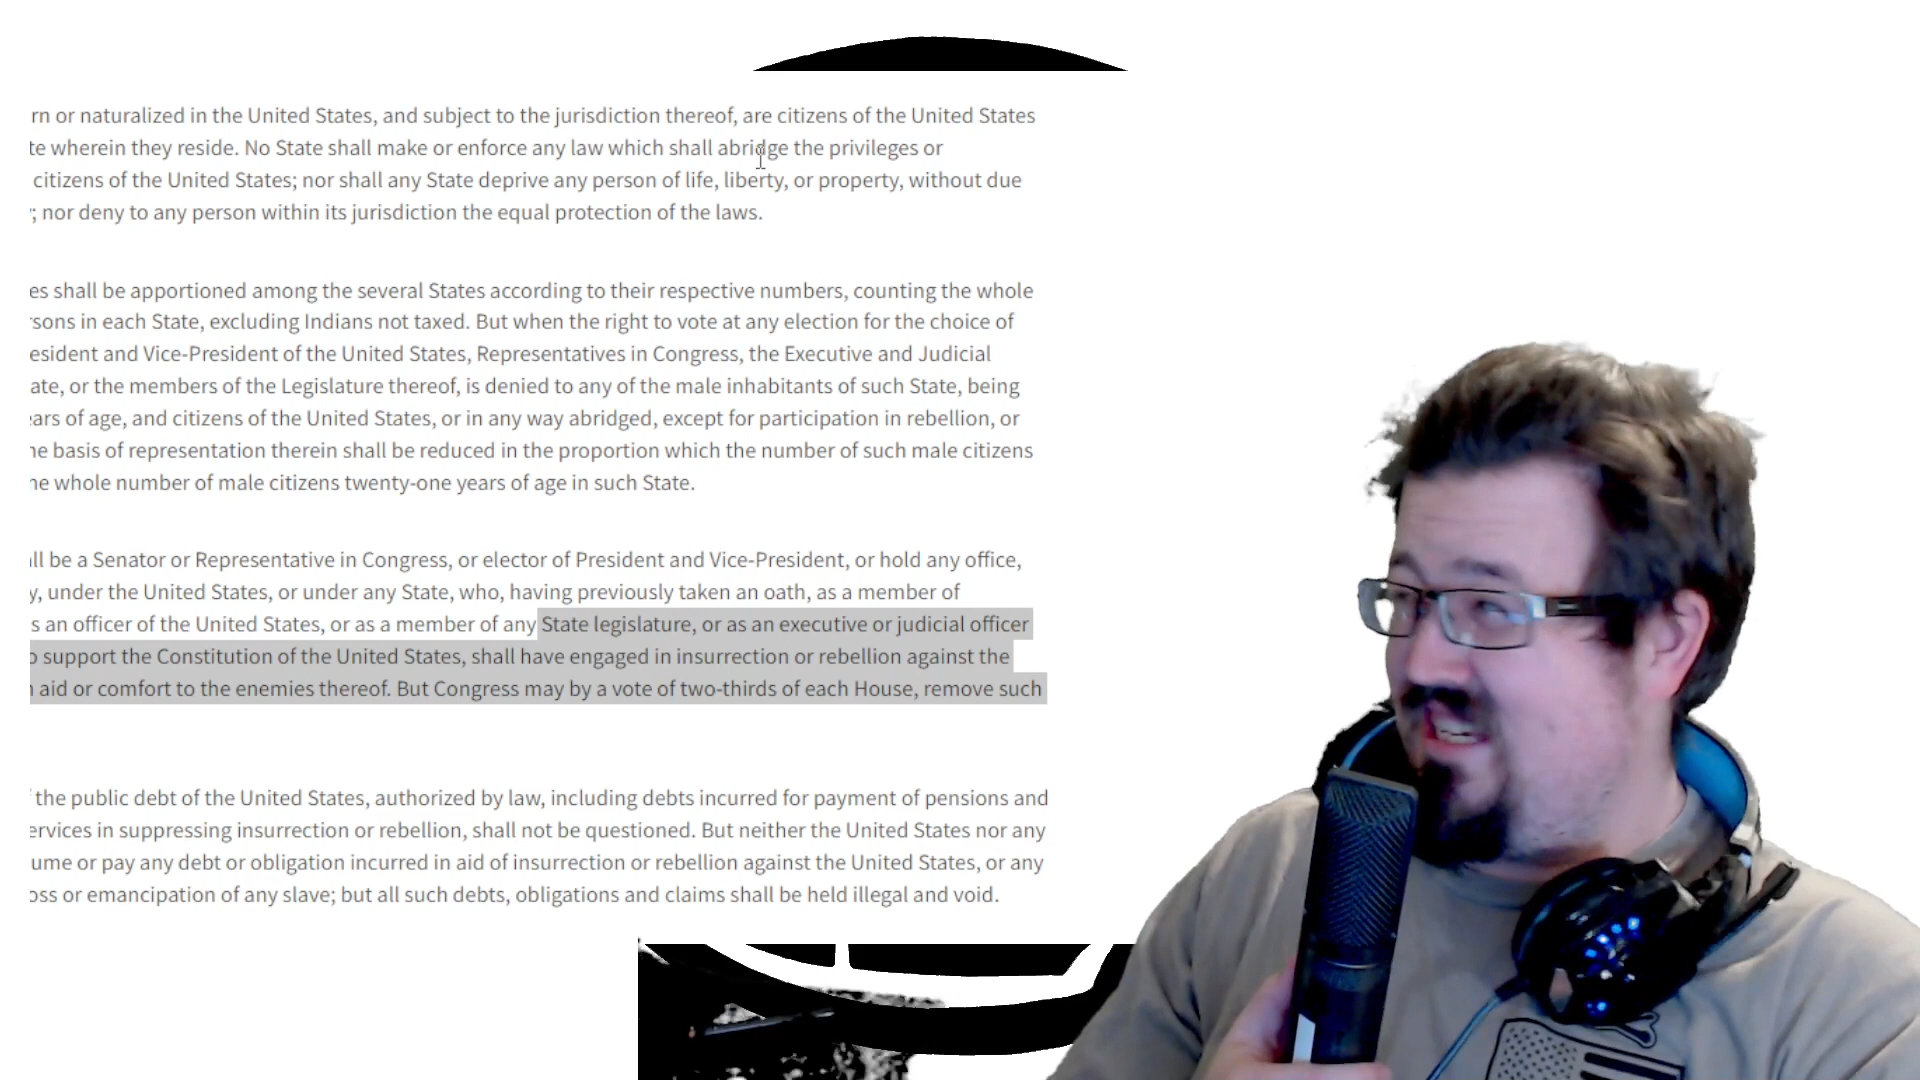 rn or naturalized in the United States, and subject to the jurisdiction thereof, are citizens of the United States
te wherein they reside. No State shall make or enforce any law which shall abridge the privileges or
citizens of the United States; nor shall any State deprive any person of life, liberty, or property, without due
; nor deny to any person within its jurisdiction the equal protection of the laws.
es shall be apportioned among the several States according to their respective numbers, counting the whole
rsons in each State, excluding Indians not taxed. But when the right to vote at any election for the choice of
esident and Vice-President of the United States, Representatives in Congress, the Executive and Judicial
ate, or the members of the Legislature thereof, is denied to any of the male inhabitants of such State, being
ears of age, and citizens of the United States, or in any way abridged, except for participation in rebellion, or
he basis of representation therein shall be reduced in the proportion which the number of such male citizens
he whole number of male citizens twenty-one years of age in such State.
ll be a Senator or Representative in Congress, or elector of President and Vice-President, or hold any office,
y, under the United States, or under any State, who, having previously taken an oath, as a member of
s an officer of the United States, or as a member of any State legislature, or as an executive or judicial officer
o support the Constitution of the United States, shall have engaged in insurrection or rebellion against the
aid or comfort to the enemies thereof. But Congress may by a vote of two-thirds of each House, remove such
the public debt of the United States, authorized by law, including debts incurred for payment of pensions and
ervices in suppressing insurrection or rebellion, shall not be questioned. But neither the United States nor any
ume or pay any debt or obligation incurred in aid of insurrection or rebellion against the United States, or any
oss or emancipation of any slave; but all such debts, obligations and claims shall be held illegal and void.